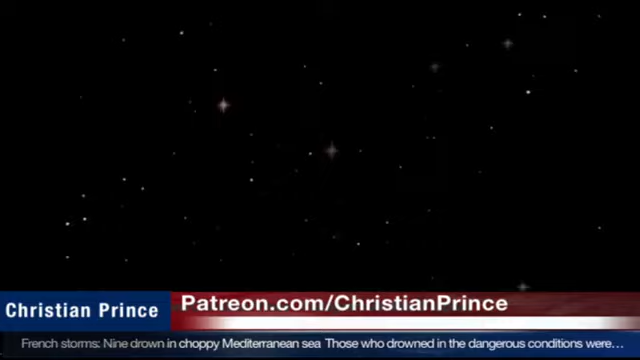 Patreon.com/ChristianPrince
Christian Prince
French storms: Nine drown in choppy Mediterranean sea Those who drowned in the dangerous conditions were…